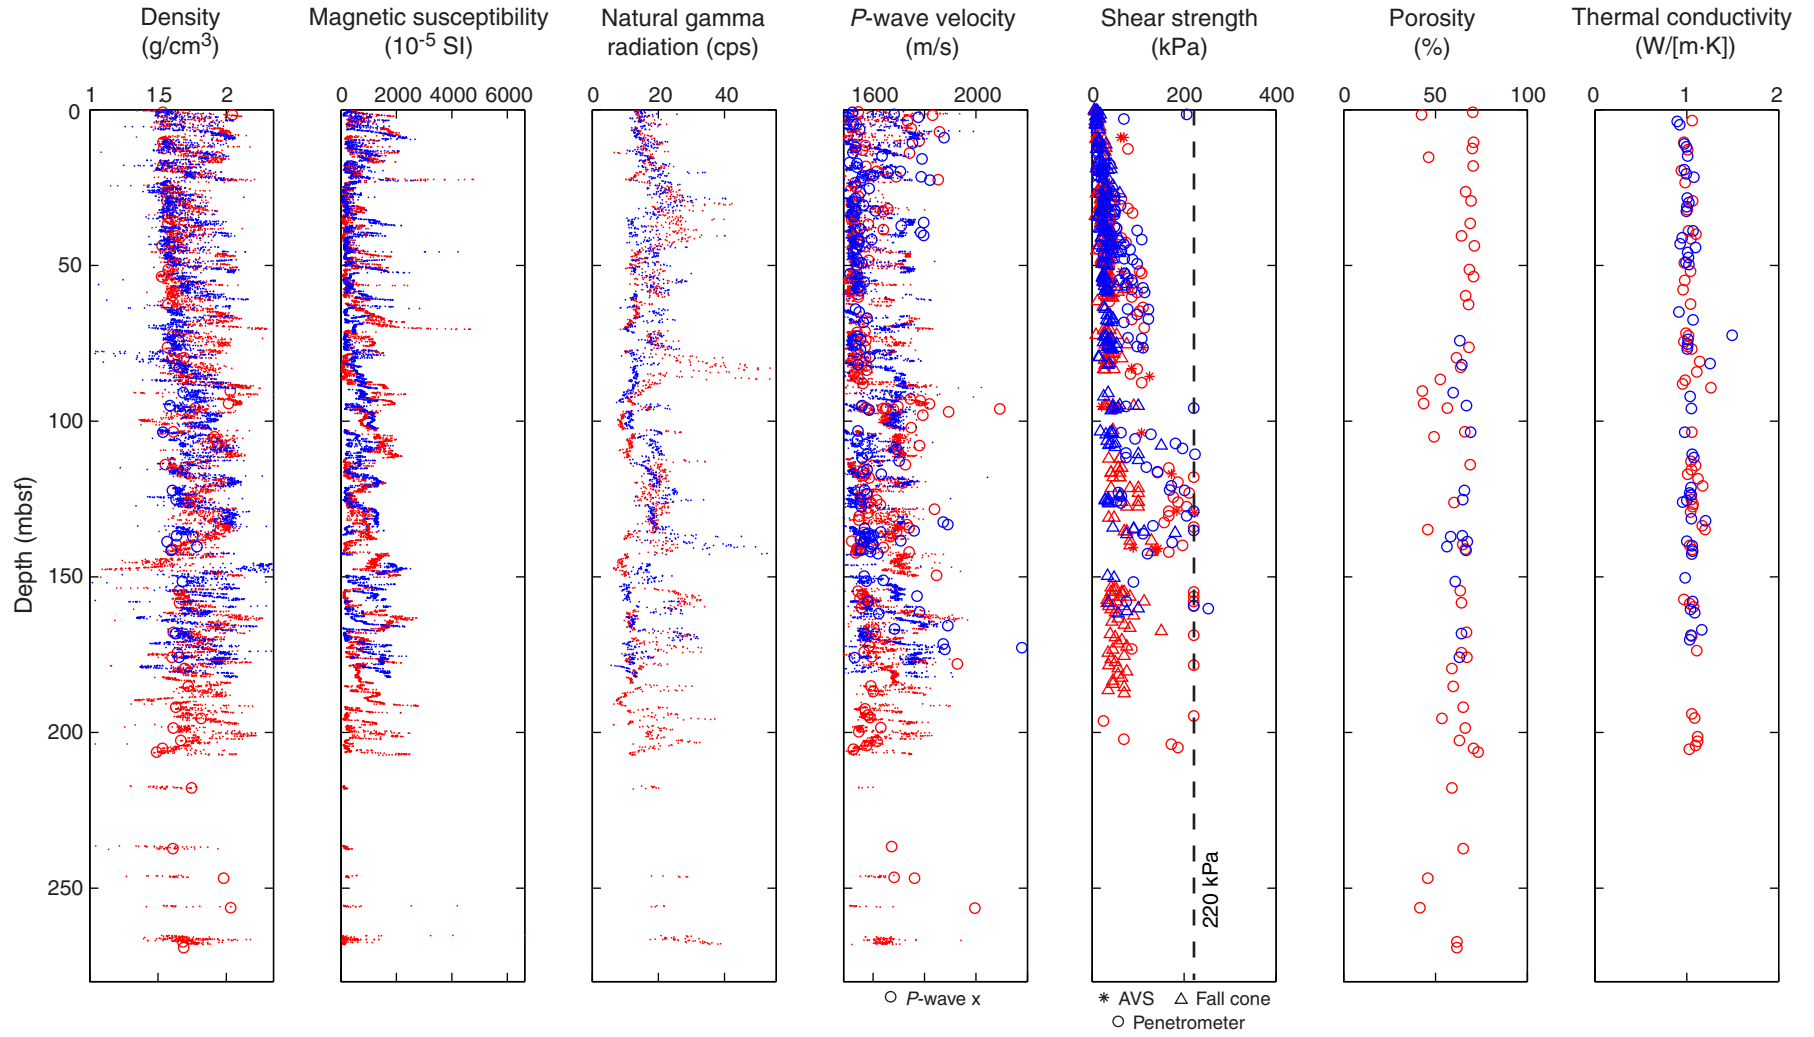 Density
(g/cm3)
Magnetic susceptibility
(10-5 SI)
Natural gamma
radiation (cps)
P-wave velocity
(m/s)
Shear strength
(kPa)
Porosity
(%)
Thermal conductivity
(W/[m·K])
1 1.5 2
0 2000 4000 6000
0 20 40
1600 2000
0 200 400
0 50 100
0 1 2
0
50
100
150
200
250
Depth (mbsf)
220 kPa
P-wave x
AVS
Fall cone
Penetrometer